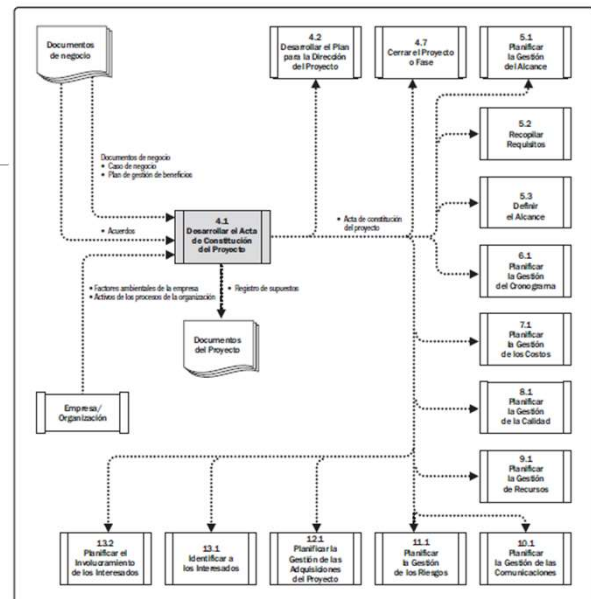 Documentos
de negocio
4.2
Desarrollar el Plan
para la Dirección
del Proyecto
4.7
Cerrar el Proyecto
o Fase
5.1
Planificar
la Gestión
del Alcance
5.2
Recopilar
Requisitos
Documentos de negocio
• Caso de negocio
• Plan de gestión de beneficios
5.3
Definir
el Alcance
• Acuerdos
4.1
Desarrollar el Acta
de Constitución
del Proyecto
• Acta de constitución
del proyecto
6.1
Planificar
la Gestión
del Cronograma
• Factores ambientales de la empresa
• Activos de los procesos de la organización
• Registro de supuestos
7.1
Planificar
la Gestión
de los Costos
Documentos
del Proyecto
Empresa/
Organización
8.1
Planificar
la Gestión
de la Calidad
9.1
Planificar
la Gestión
de Recursos
13.2
Planificar el
Involucramiento
de los Interesados
13.1
Identificar a
los Interesados
12.1
Planificar la
Gestión de las
Adquisiciones
del Proyecto
11.1
Planificar
la Gestión
de los Riesgos
10.1
Planificar
la Gestión de las
Comunicaciones